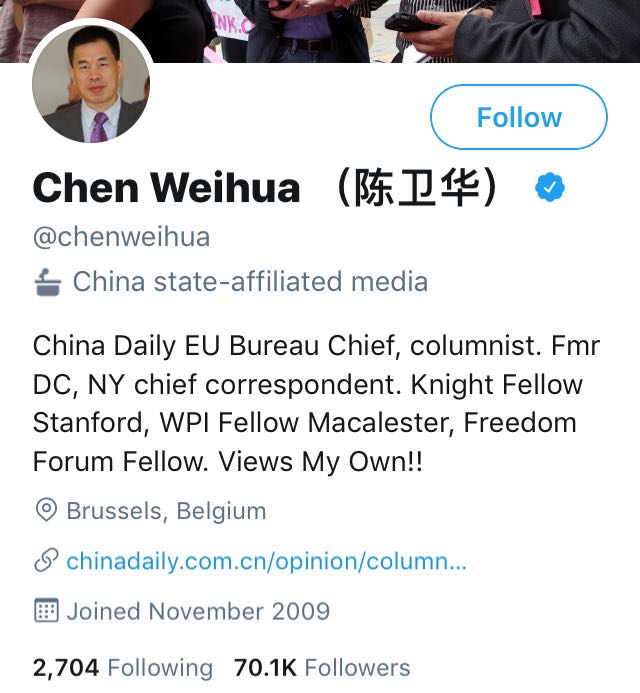 NK.C
Follow
Chen Weihua （陈卫华）
@chenweihua
China state-affiliated media
China Daily EU Bureau Chief, columnist. Fmr
DC, NY chief correspondent. Knight Fellow
Stanford, WPI Fellow Macalester, Freedom
Forum Fellow. Views My Own!!
Brussels, Belgium
chinadaily.com.cn/opinion/column...
Joined November 2009
2,704 Following 70.1K Followers